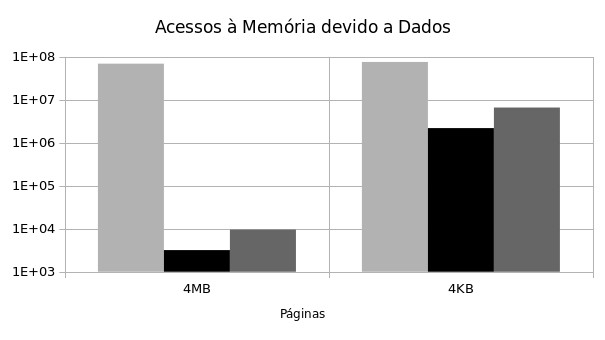 Acessos à Memória devido a Dados
1E+08
1E+07
1E+06
1E+05
1E+04
1E+03
4MB 4KB
Páginas